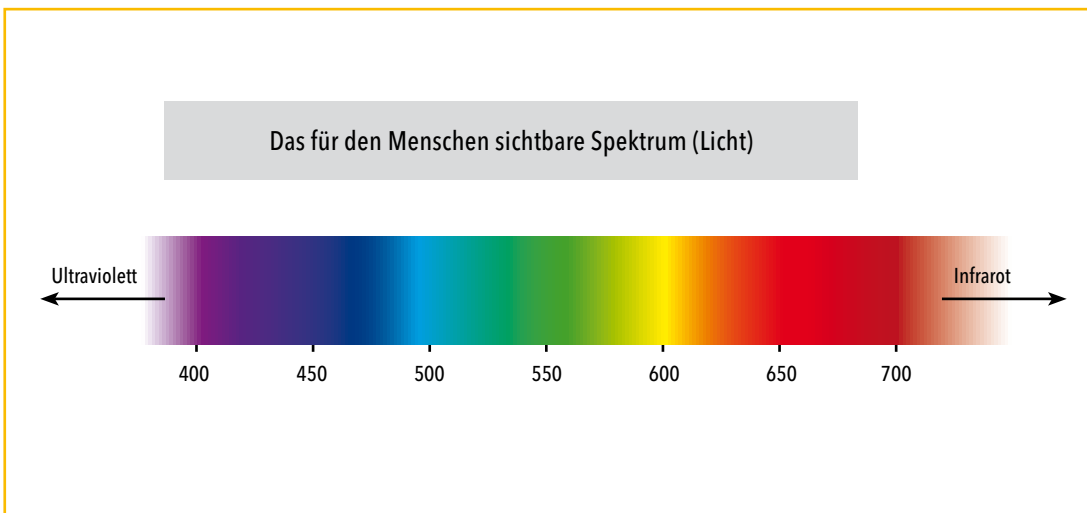 Das für den Menschen sichtbare Spektrum (Licht)
Ultraviolett
Infrarot
400 450 500 550 600 650 700